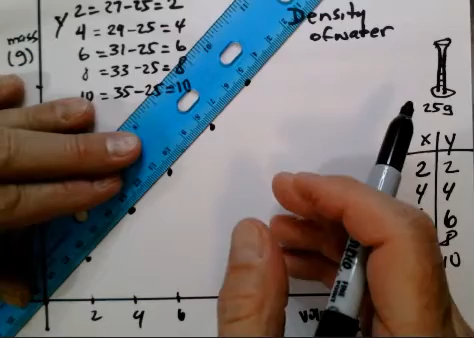 Density
of water
mass
(g)
y 2 = 27 - 25 = 2
4 = 29 - 25 = 4
6 = 31 - 25 = 6
8 = 33 - 25 = 8
10 = 35 - 25 = 10
25g
x y
2 2
4 4
6
8
10
2 4 6